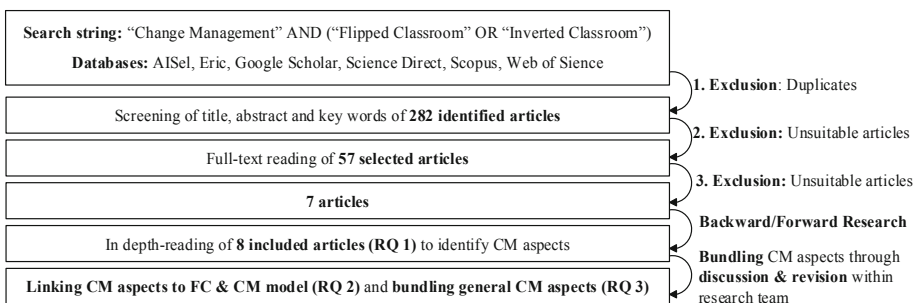 Search string: “Change Management” AND (“Flipped Classroom” OR “Inverted Classroom”)
Databases: AISel, Eric, Google Scholar, Science Direct, Scopus, Web of Sience
1. Exclusion: Duplicates
Screening of title, abstract and key words of 282 identified articles
2. Exclusion: Unsuitable articles
Full-text reading of 57 selected articles
3. Exclusion: Unsuitable articles
7 articles
Backward/Forward Research
In depth-reading of 8 included articles (RQ 1) to identify CM aspects
Bundling CM aspects through
discussion & revision within
research team
Linking CM aspects to FC & CM model (RQ 2) and bundling general CM aspects (RQ 3)